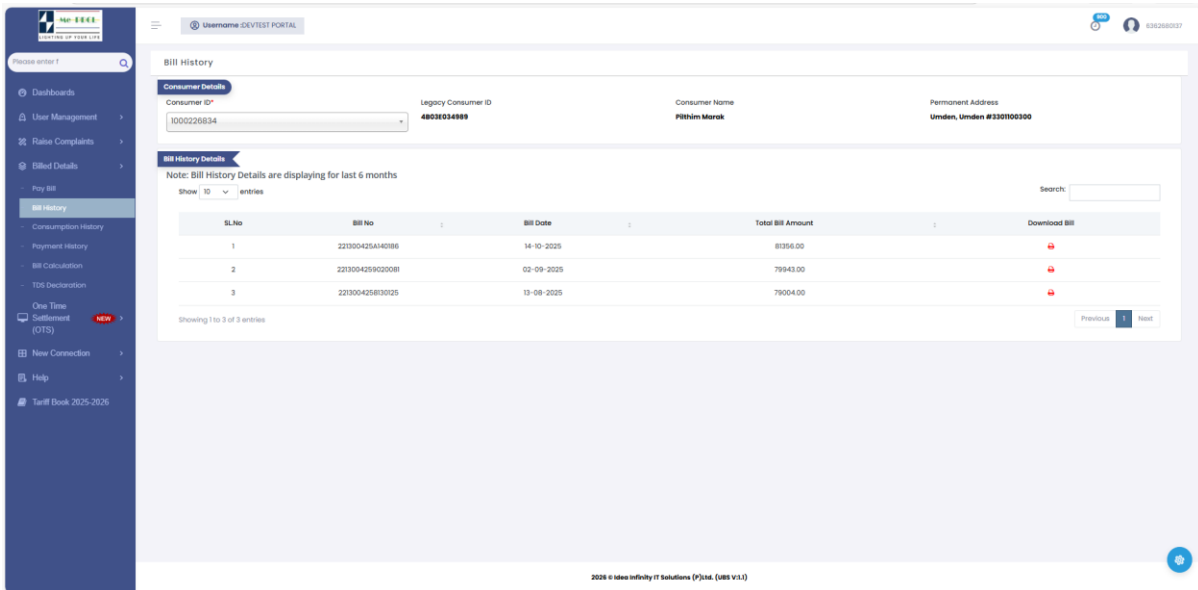 Me-PDCL
LIGHTING UP YOUR LIFE
Username :DEVTEST PORTAL
500
6392680137
Please enter f
Dashboards
User Management
Raise Complaints
Billed Details
Pay Bill
Bill History
Consumption History
Payment History
Bill Calculation
TDS Declaration
One Time
Settlement
(OTS)
NEW
New Connection
Help
Tariff Book 2025-2026
Bill History
Consumer Details
Consumer ID*
Legacy Consumer ID
Consumer Name
Permanent Address
1000226834
4B03E034989
Pilthim Marak
Umden, Umden #3301100300
Bill History Details
Note: Bill History Details are displaying for last 6 months
Show 10 entries
Search:
SL.No Bill No Bill Date Total Bill Amount Download Bill
1 221300425A140186 14-10-2025 81356.00
2 2213004259020081 02-09-2025 79943.00
3 2213004258130125 13-08-2025 79004.00
Showing 1 to 3 of 3 entries
Previous 1 Next
2026 © Idea Infinity IT Solutions (P)Ltd. (UBS V:1.1)